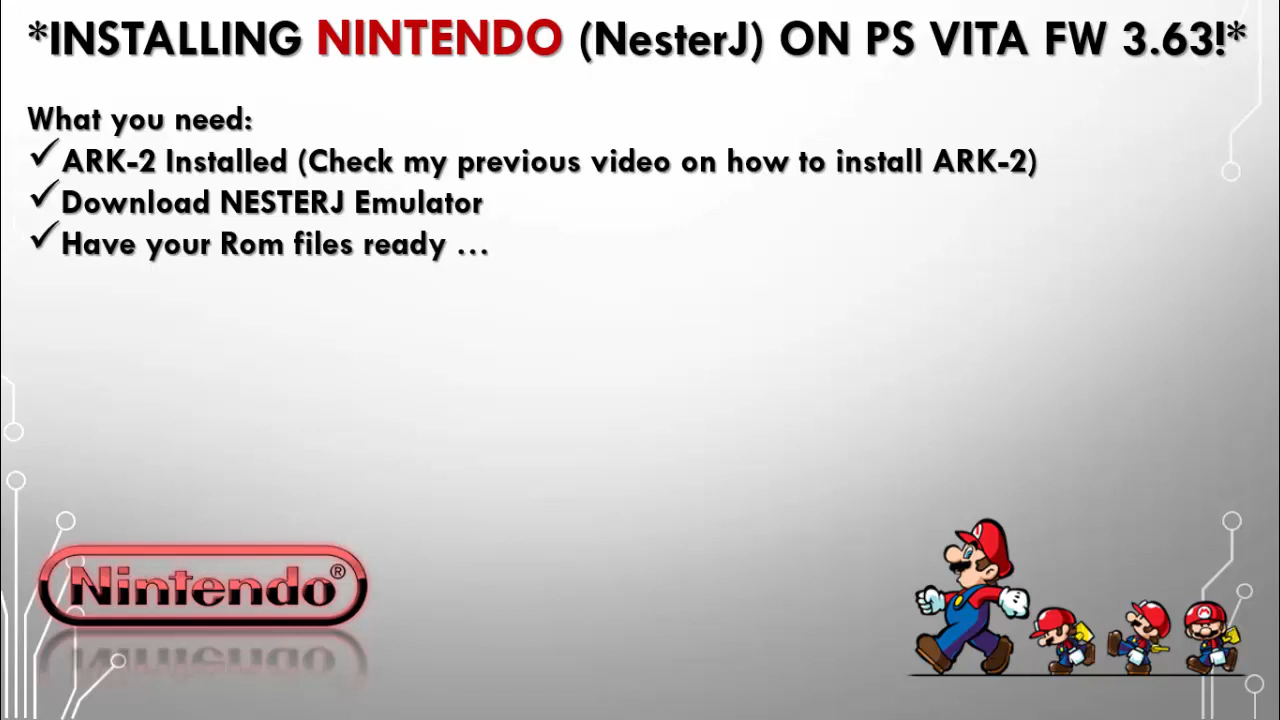 *INSTALLING NINTENDO (NesterJ) ON PS VITA FW 3.63!*
What you need:
✓ARK-2 Installed (Check my previous video on how to install ARK-2)
✓Download NESTERJ Emulator
✓Have your Rom files ready …
Nintendo®